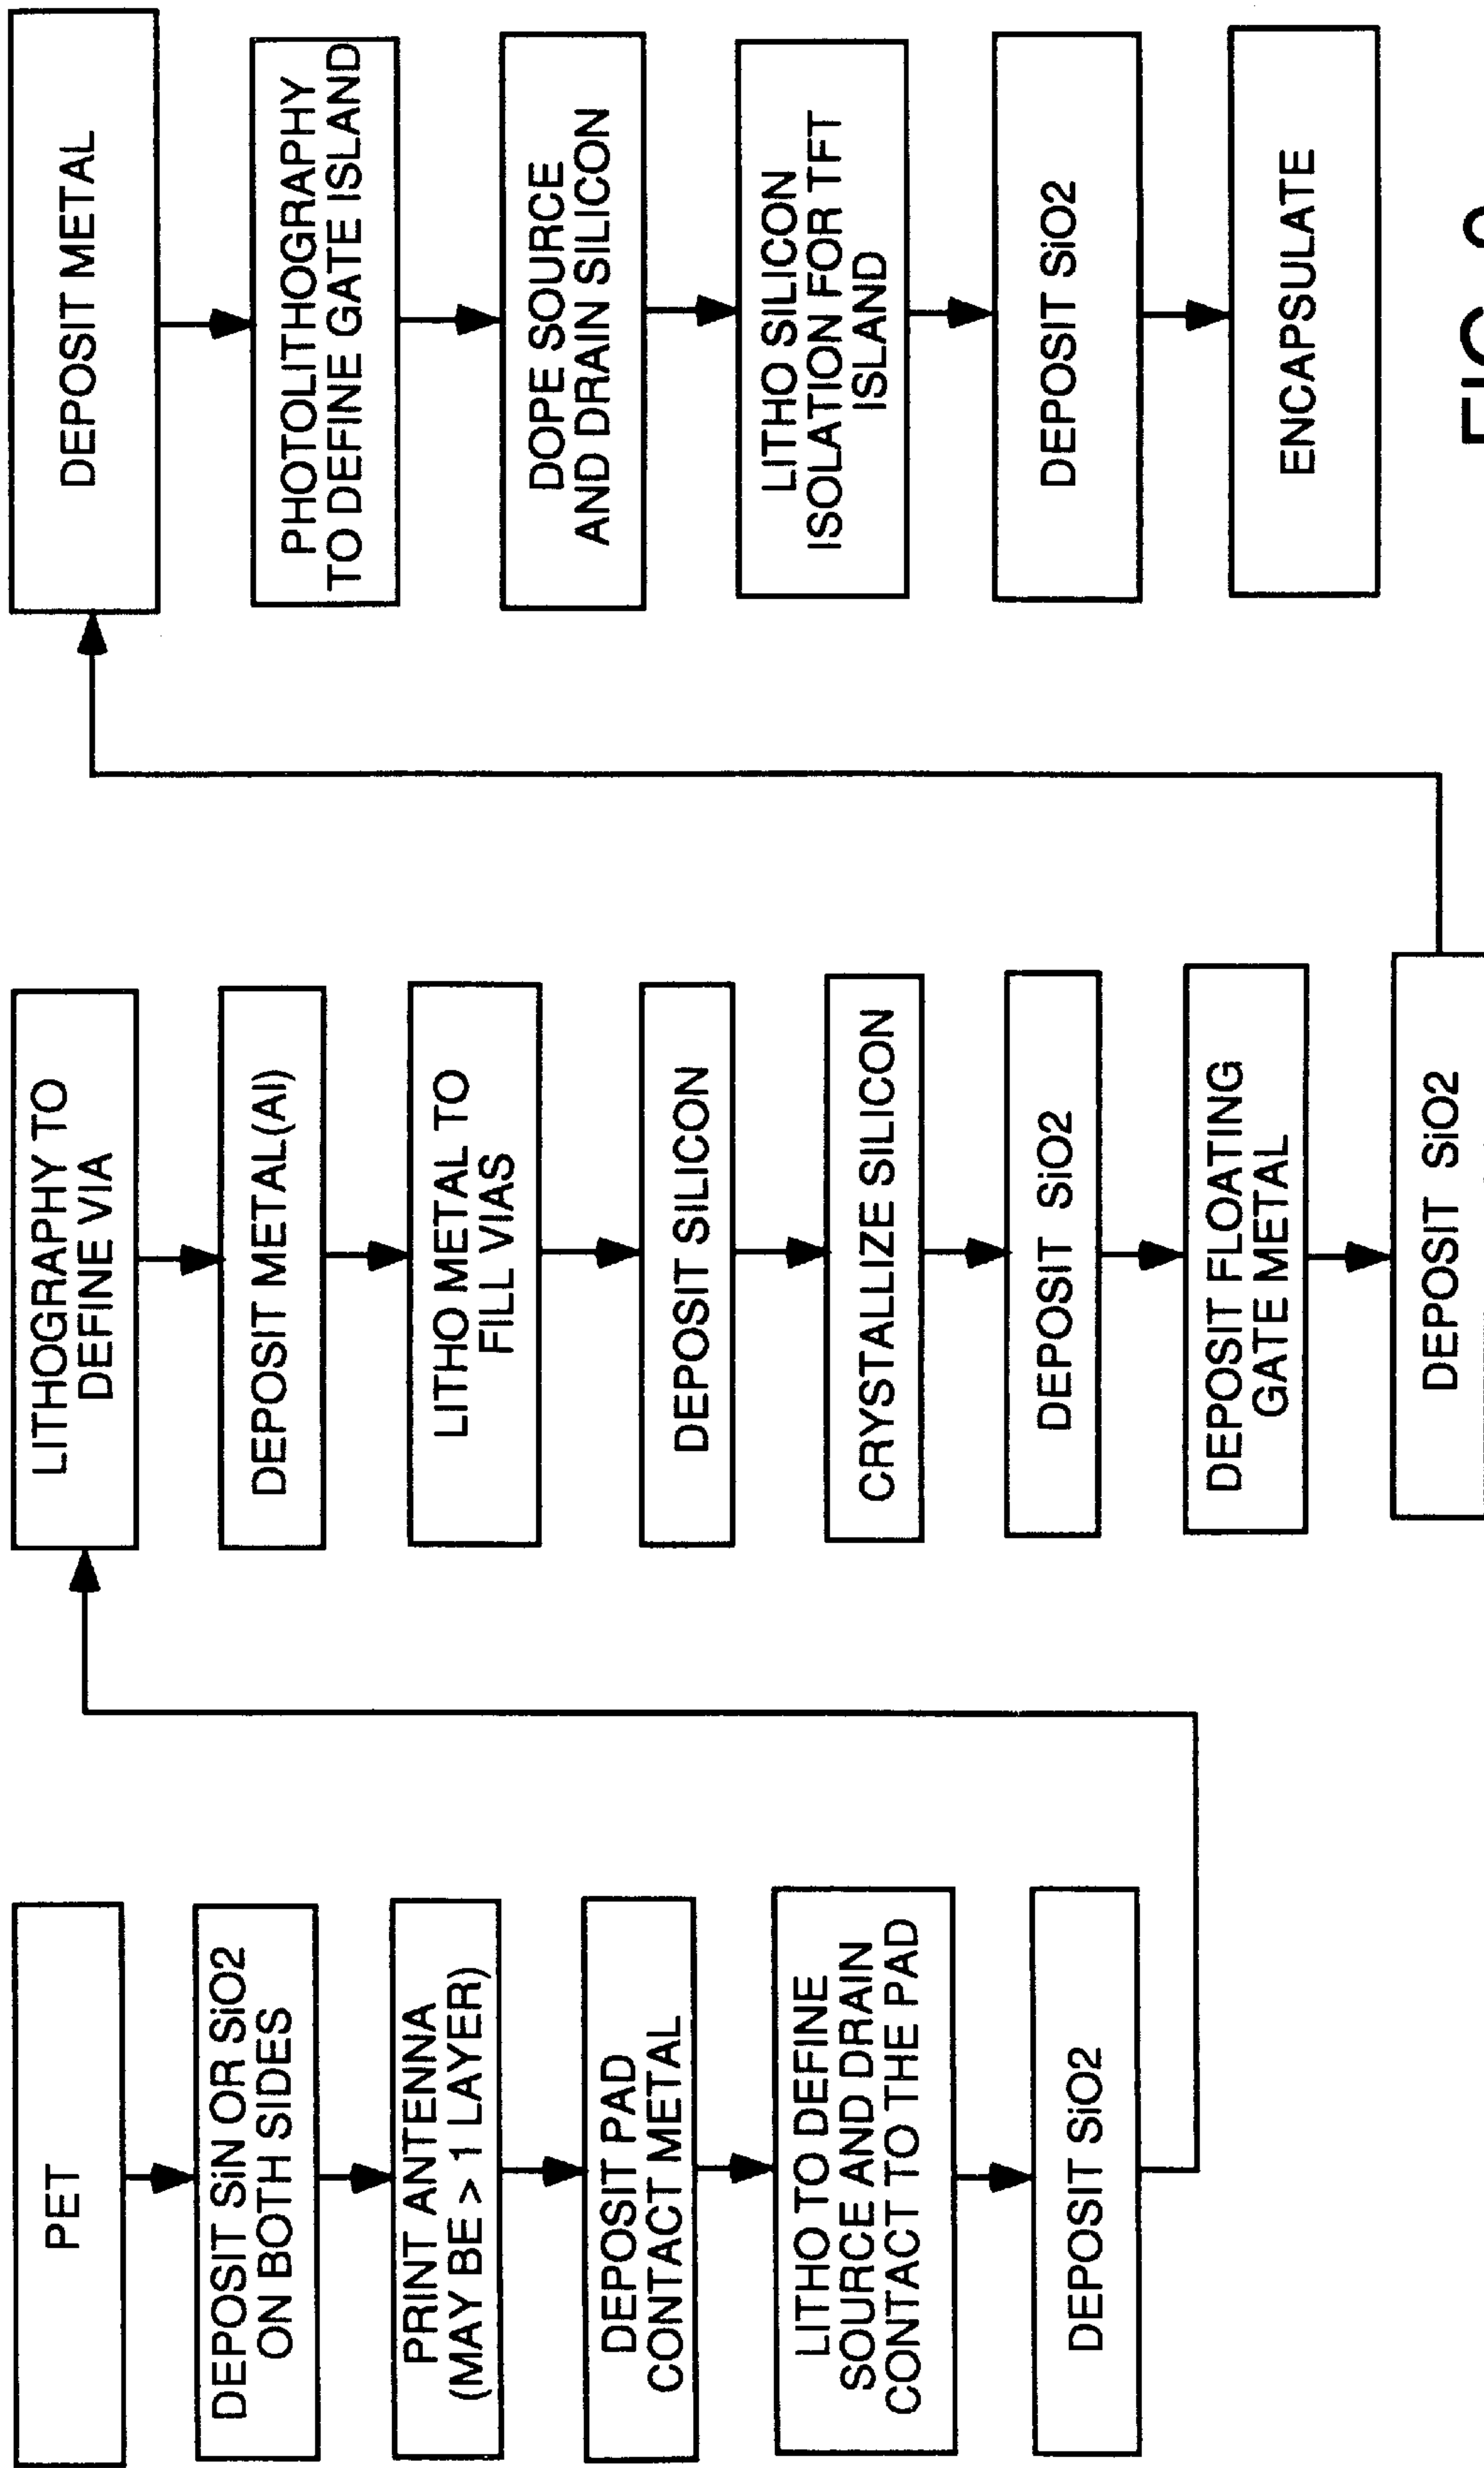 PET
DEPOSIT SiN OR SiO2
ON BOTH SIDES
PRINT ANTENNA
(MAY BE > 1 LAYER)
DEPOSIT PAD
CONTACT METAL
LITHO TO DEFINE
SOURCE AND DRAIN
CONTACT TO THE PAD
DEPOSIT SiO2
LITHOGRAPHY TO
DEFINE VIA
DEPOSIT METAL(Al)
LITHO METAL TO
FILL VIAS
DEPOSIT SILICON
CRYSTALLIZE SILICON
DEPOSIT SiO2
DEPOSIT FLOATING
GATE METAL
DEPOSIT SiO2
DEPOSIT METAL
PHOTOLITHOGRAPHY
TO DEFINE GATE ISLAND
DOPE SOURCE
AND DRAIN SILICON
LITHO SILICON
ISOLATION FOR TFT
ISLAND
DEPOSIT SiO2
ENCAPSULATE
FIG.